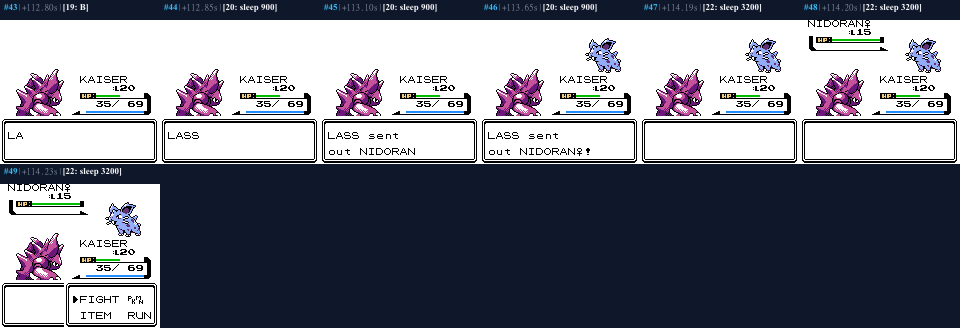 #43|+112.80s|[19: B]
KAISER
:L20
HP:
35/ 69
LA
#44|+112.85s|[20: sleep 900]
KAISER
:L20
HP:
35/ 69
LASS
#45|+113.10s|[20: sleep 900]
KAISER
:L20
HP:
35/ 69
LASS sent
out NIDORAN
#46|+113.65s|[20: sleep 900]
KAISER
:L20
HP:
35/ 69
LASS sent
out NIDORAN♀!
#47|+114.19s|[22: sleep 3200]
KAISER
:L20
HP:
35/ 69
#48|+114.20s|[22: sleep 3200]
NIDORAN♀
:L15
HP:
KAISER
:L20
HP:
35/ 69
#49|+114.23s|[22: sleep 3200]
NIDORAN♀
:L15
HP:
KAISER
:L20
HP:
35/ 69
▶FIGHT PKMN
ITEM RUN